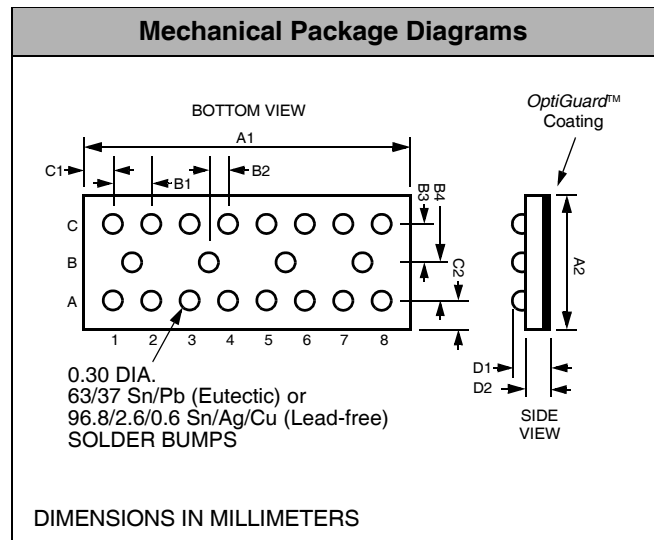 Mechanical Package Diagrams
BOTTOM VIEW
OptiGuard™
Coating
A1
C1
B1
B2
B3
B4
C
B
A
C2
A2
1 2 3 4 5 6 7 8
0.30 DIA.
63/37 Sn/Pb (Eutectic) or
96.8/2.6/0.6 Sn/Ag/Cu (Lead-free)
SOLDER BUMPS
D1
D2
SIDE
VIEW
DIMENSIONS IN MILLIMETERS